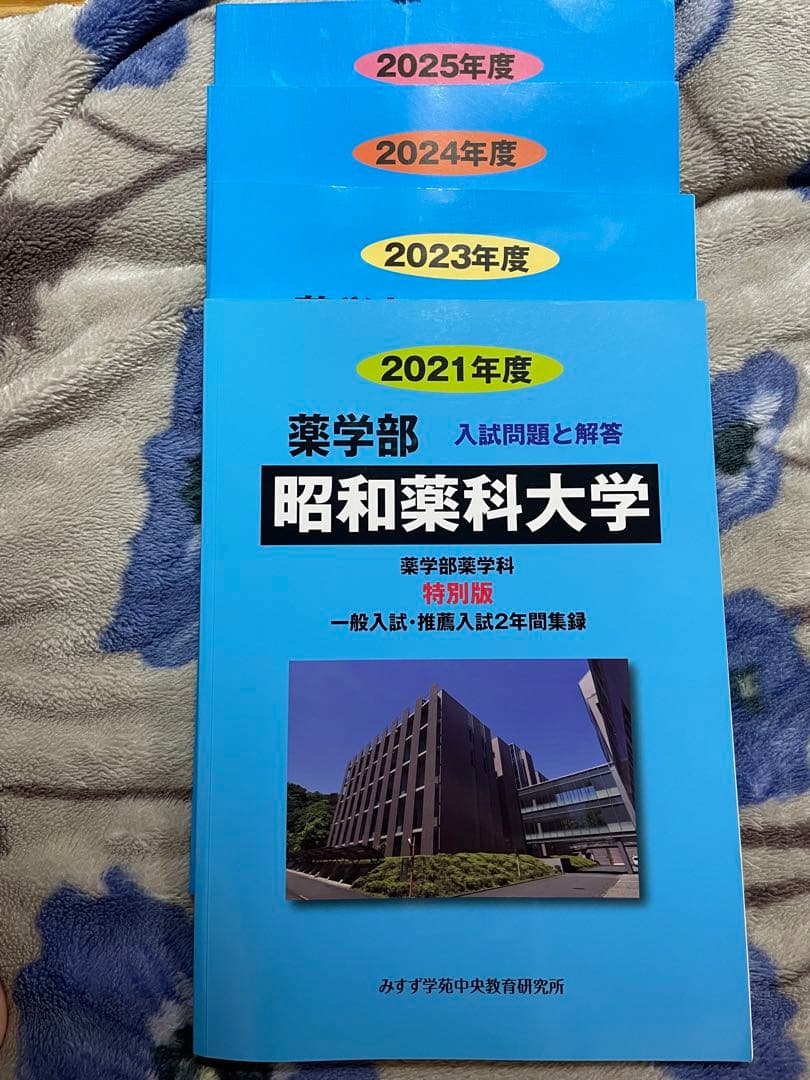 2025年度
2024年度
2023年度
2021年度
薬学部 入試問題と解答
昭和薬科大学
薬学部薬学科
特別版
一般入試・推薦入試2年間集録
みすず学苑中央教育研究所